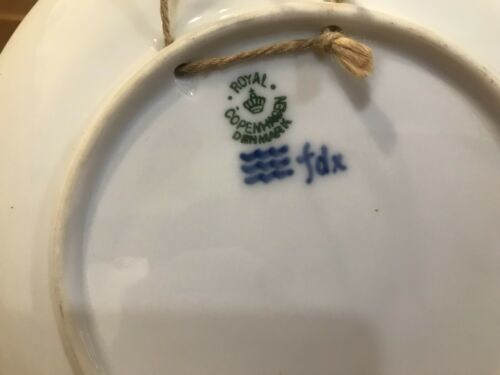 · ROYAL ·
COPENHAGEN
DENMARK
fdx